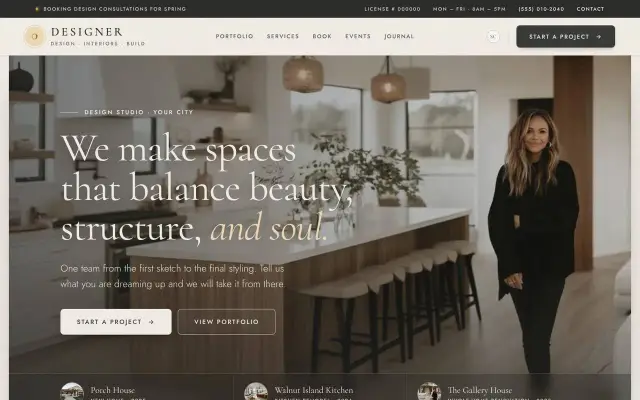 BOOKING DESIGN CONSULTATIONS FOR SPRING
LICENSE # 000000 MON – FRI · 8AM – 5PM (555) 010-2040 CONTACT
DESIGNER
DESIGN · INTERIORS · BUILD
PORTFOLIO SERVICES BOOK EVENTS JOURNAL
START A PROJECT →
DESIGN STUDIO · YOUR CITY
We make spaces
that balance beauty,
structure, and soul.
One team from the first sketch to the final styling. Tell us
what you are dreaming up and we will take it from there.
START A PROJECT →
VIEW PORTFOLIO
Porch House
Walnut Island Kitchen
The Gallery House